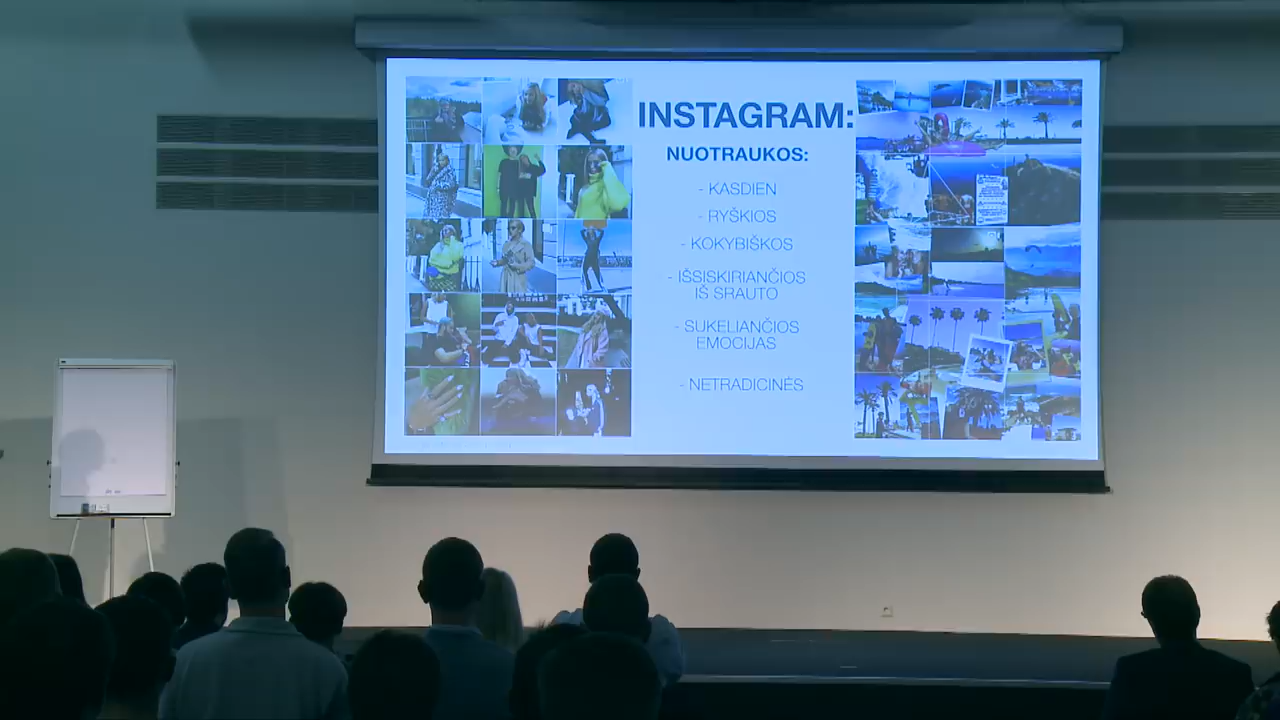 INSTAGRAM:
NUOTRAUKOS:
- KASDIEN
- RYŠKIOS
- KOKYBIŠKOS
- IŠSISKIRIANČIOS
IŠ SRAUTO
- SUKELIANČIOS
EMOCIJAS
- NETRADICINĖS